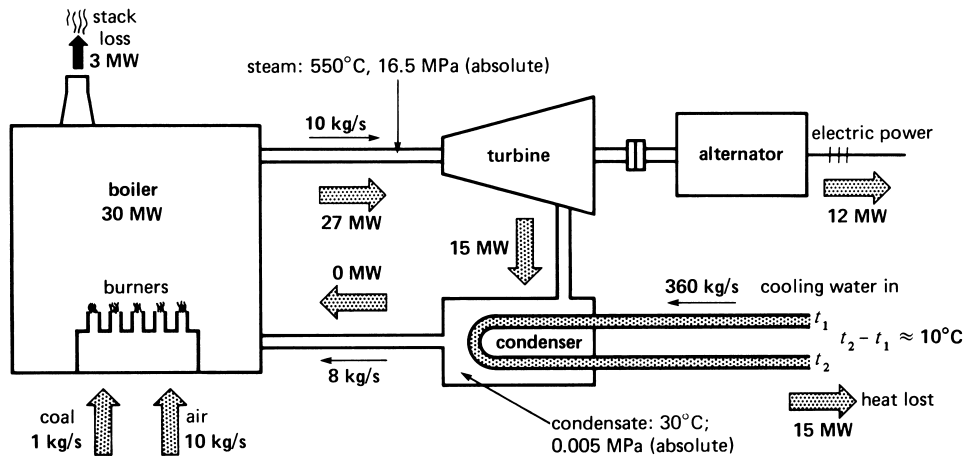 stack
loss
3 MW
steam: 550°C, 16.5 MPa (absolute)
10 kg/s
turbine
alternator
electric power
12 MW
boiler
30 MW
27 MW
15 MW
0 MW
burners
360 kg/s
cooling water in
t₁
condenser
t₂ – t₁ ≈ 10°C
t₂
8 kg/s
heat lost
15 MW
coal
1 kg/s
air
10 kg/s
condensate: 30°C;
0.005 MPa (absolute)